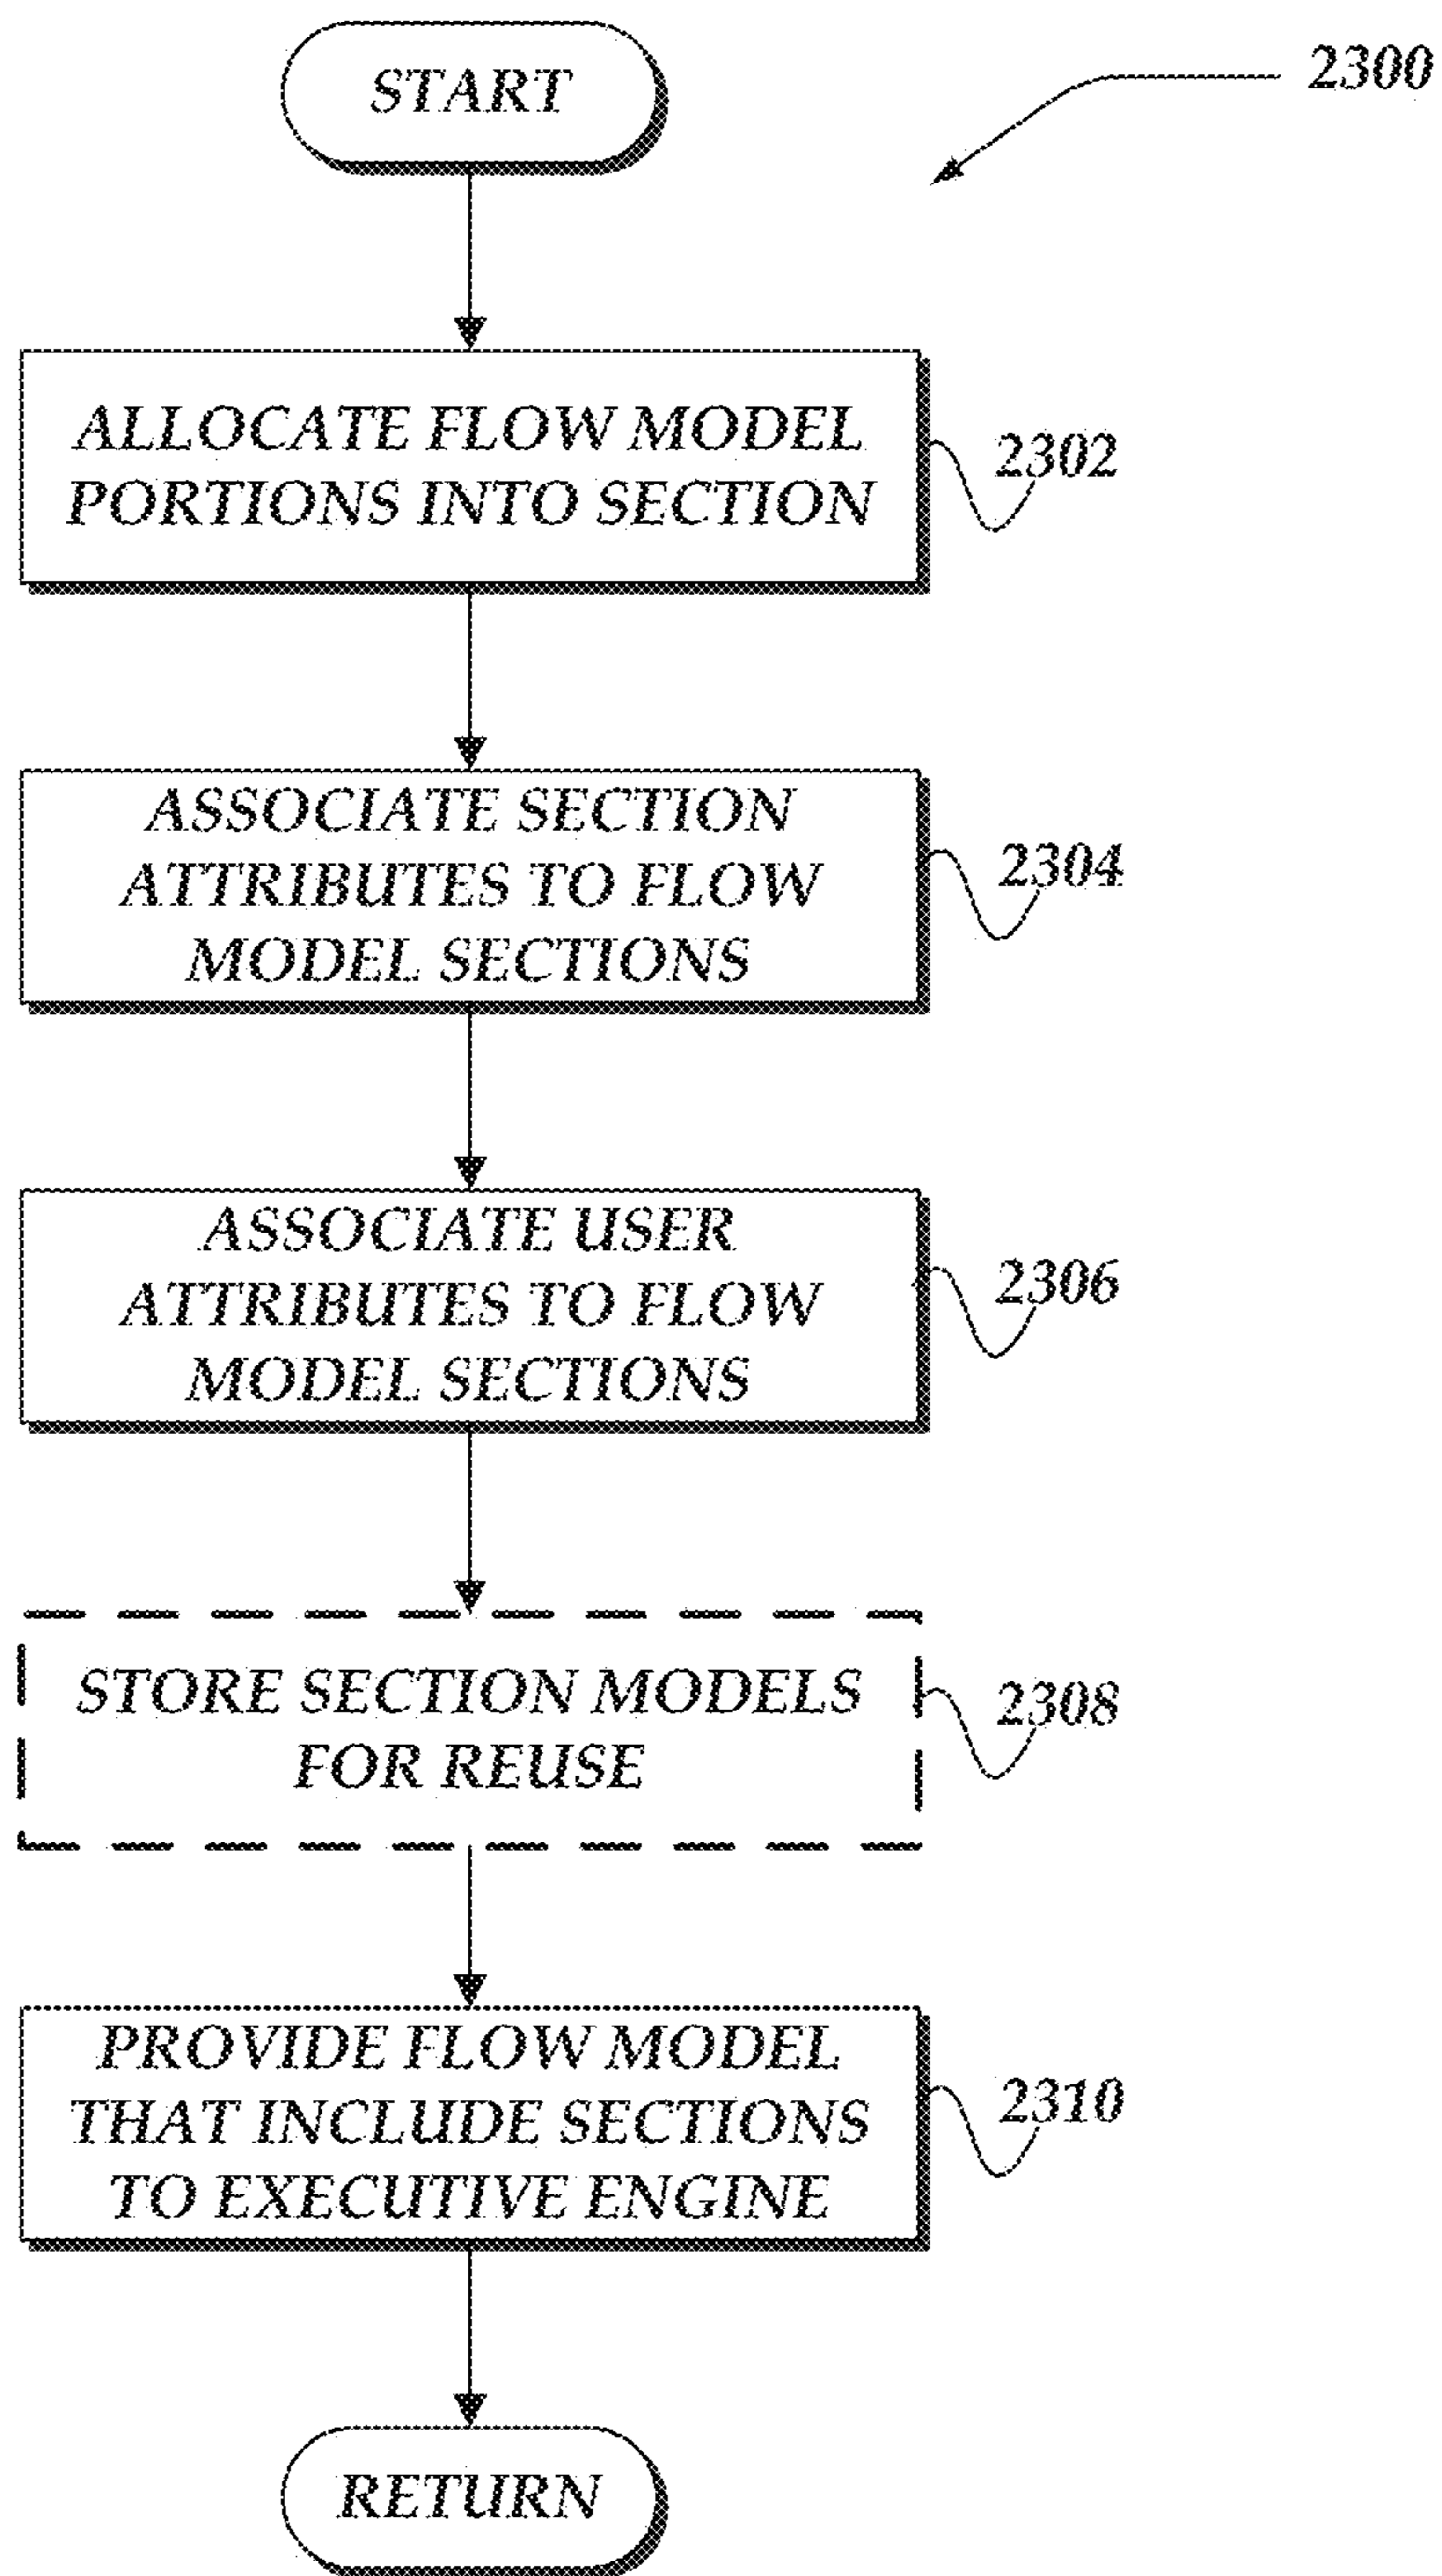 START
2300
ALLOCATE FLOW MODEL
PORTIONS INTO SECTION
2302
ASSOCIATE SECTION
ATTRIBUTES TO FLOW
MODEL SECTIONS
2304
ASSOCIATE USER
ATTRIBUTES TO FLOW
MODEL SECTIONS
2306
STORE SECTION MODELS
FOR REUSE
2308
PROVIDE FLOW MODEL
THAT INCLUDE SECTIONS
TO EXECUTIVE ENGINE
2310
RETURN